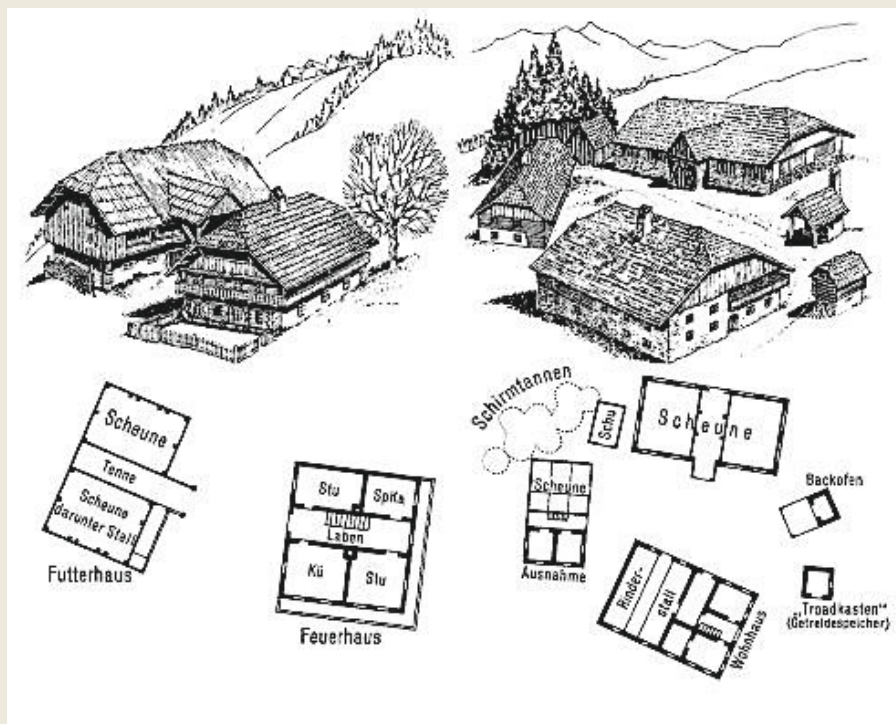 Scheune
Tenne
Scheune
darunter Stall
Futterhaus
Stu
Spita
Laben
Kü
Stu
Feuerhaus
Schirmtannen
Schu
Scheune
Scheune
Ausnahme
Backofen
Rinder-
stall
Wohnhaus
„Troadkasten“
(Getreidespeicher)